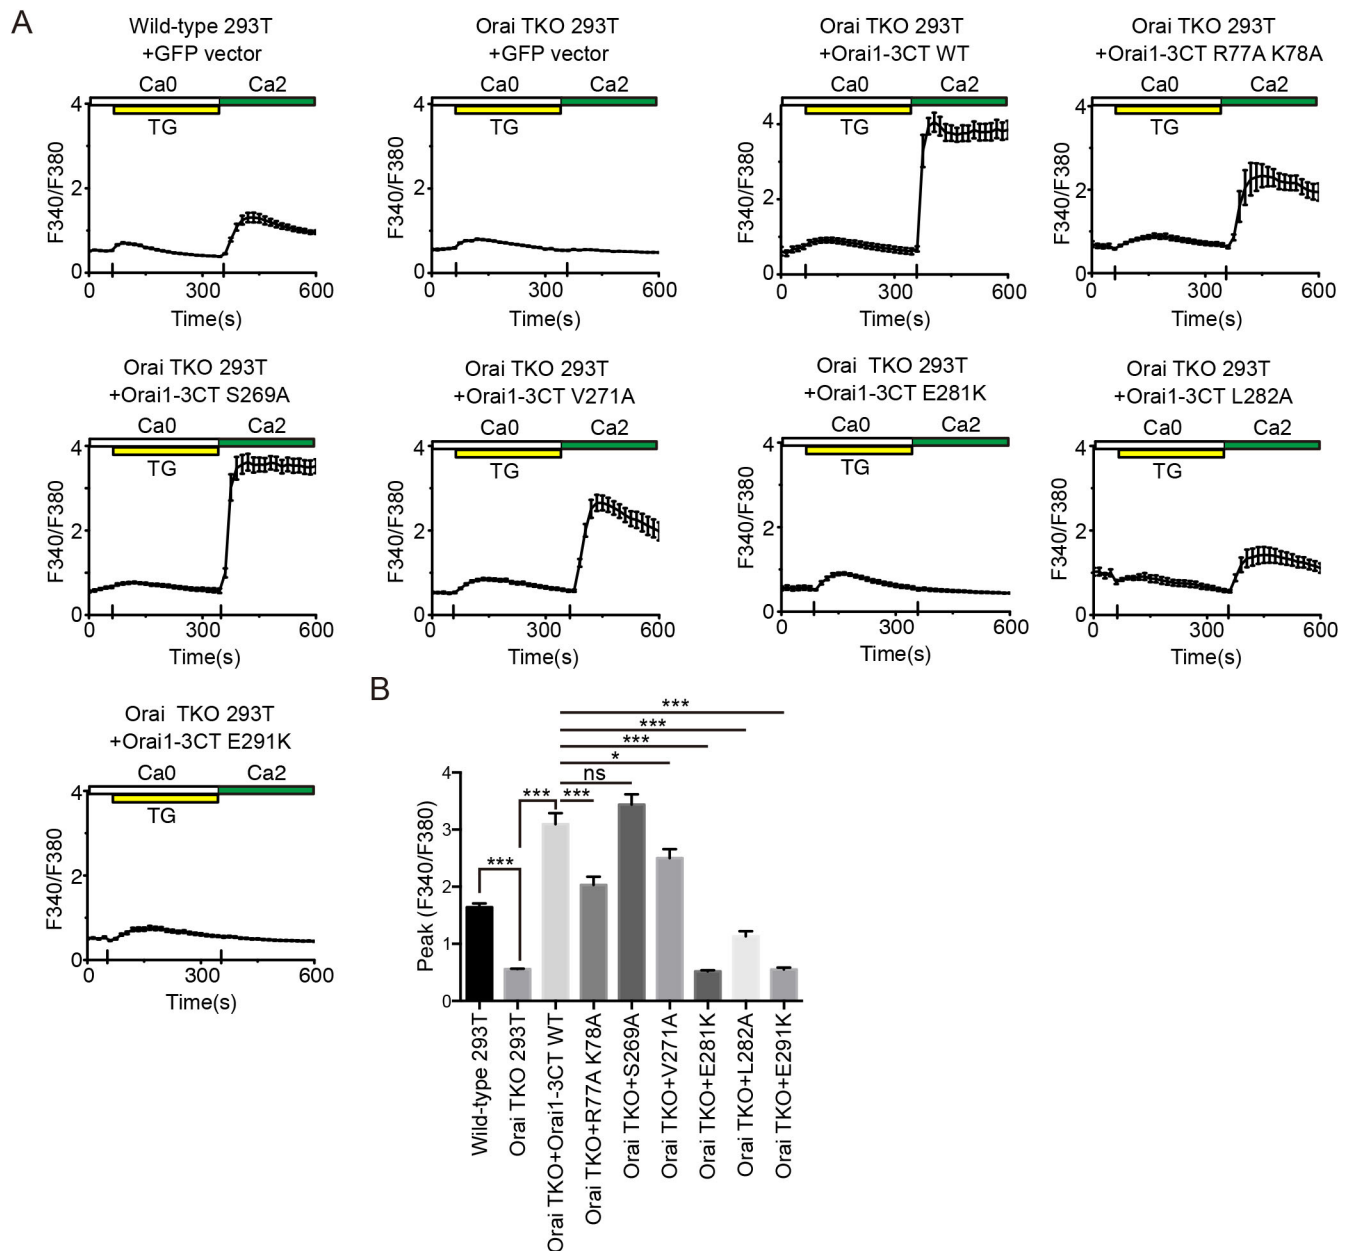 A
Wild-type 293T
+GFP vector
Ca0 Ca2
TG
F340/F380
4
2
0
0 300 600
Time(s)
Orai TKO 293T
+GFP vector
Ca0 Ca2
TG
F340/F380
4
2
0
0 300 600
Time(s)
Orai TKO 293T
+Orai1-3CT WT
Ca0 Ca2
TG
F340/F380
4
2
0
0 300 600
Time(s)
Orai TKO 293T
+Orai1-3CT R77A K78A
Ca0 Ca2
TG
F340/F380
4
2
0
0 300 600
Time(s)
Orai TKO 293T
+Orai1-3CT S269A
Ca0 Ca2
TG
F340/F380
4
2
0
0 300 600
Time(s)
Orai TKO 293T
+Orai1-3CT V271A
Ca0 Ca2
TG
F340/F380
4
2
0
0 300 600
Time(s)
Orai TKO 293T
+Orai1-3CT E281K
Ca0 Ca2
TG
F340/F380
4
2
0
0 300 600
Time(s)
Orai TKO 293T
+Orai1-3CT L282A
Ca0 Ca2
TG
F340/F380
4
2
0
0 300 600
Time(s)
Orai TKO 293T
+Orai1-3CT E291K
Ca0 Ca2
TG
F340/F380
4
2
0
0 300 600
Time(s)
B
***
***
***
*
ns
*** ***
***
Peak (F340/F380)
4
3
2
1
0
Wild-type 293T
Orai TKO 293T
Orai TKO+Orai1-3CT WT
Orai TKO+R77A K78A
Orai TKO+S269A
Orai TKO+V271A
Orai TKO+E281K
Orai TKO+L282A
Orai TKO+E291K